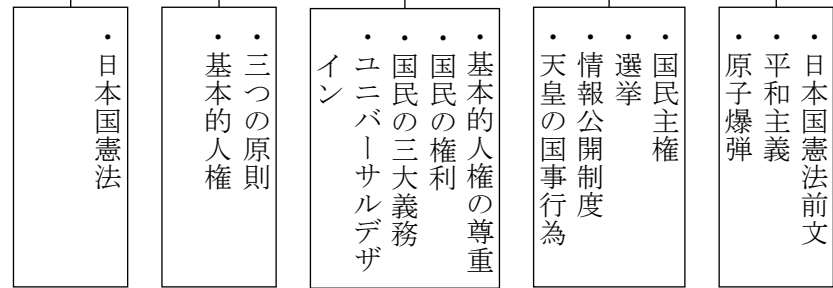 ・日本国憲法前文
・平和主義
・原子爆弾
・国民主権
・選挙
・情報公開制度
・天皇の国事行為
・基本的人権の尊重
・国民の権利
・国民の三大義務
・ユニバーサルデザ
イン
・三つの原則
・基本的人権
・日本国憲法